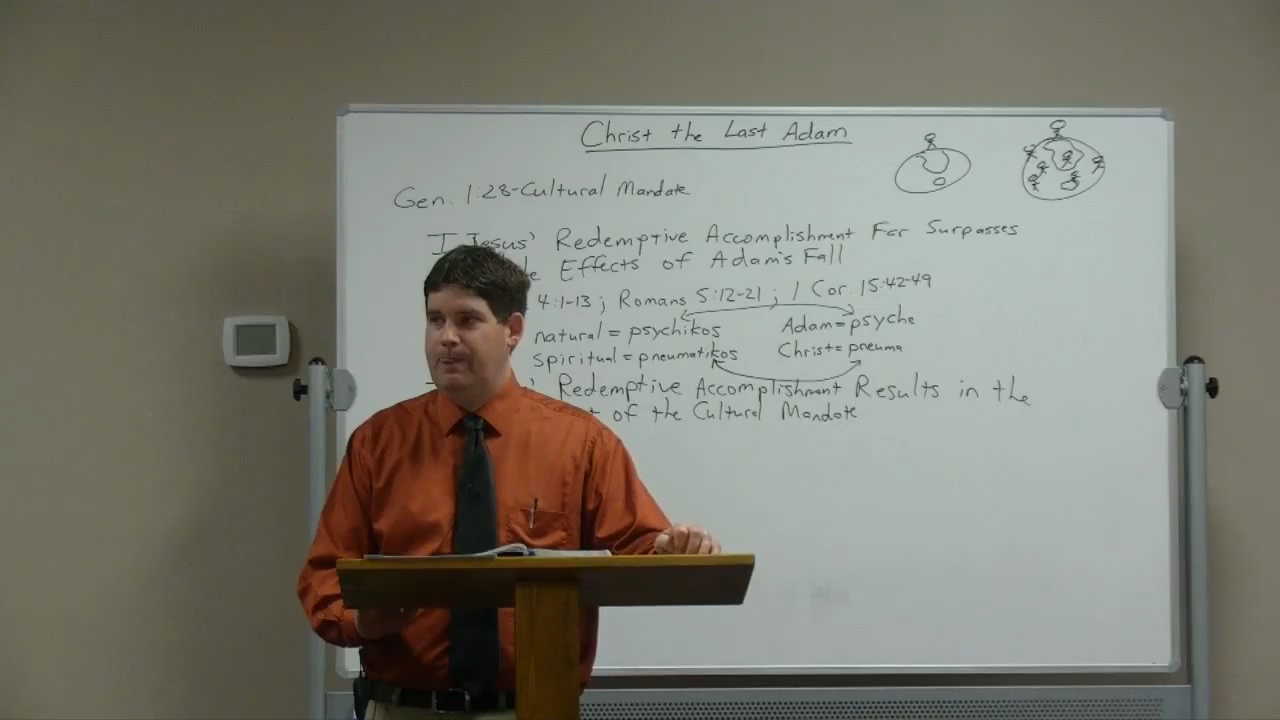 Christ the Last Adam
Gen. 1:28-Cultural Mandate
I. Jesus' Redemptive Accomplishment Far Surpasses
Effects of Adam's Fall
4:1-13; Romans 5:12-21; 1 Cor. 15:42-49
natural = psychikos Adam=psyche
spiritual = pneumatikos Christ=pneuma
Redemptive Accomplishment Results in the
of the Cultural Mandate